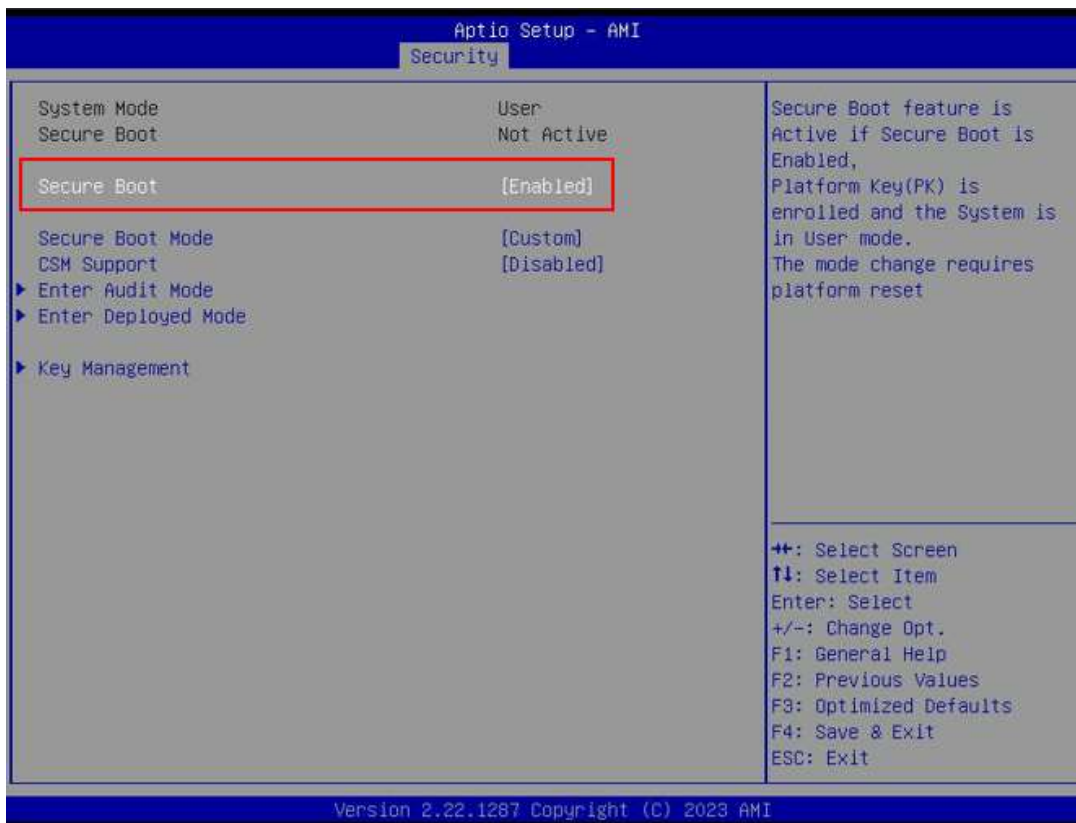 Aptio Setup - AMI
Security
System Mode User
Secure Boot Not Active
Secure Boot [Enabled]
Secure Boot Mode [Custom]
CSM Support [Disabled]
Enter Audit Mode
Enter Deployed Mode
Key Management
Secure Boot feature is
Active if Secure Boot is
Enabled,
Platform Key(PK) is
enrolled and the System is
in User mode.
The mode change requires
platform reset
→←: Select Screen
↑↓: Select Item
Enter: Select
+/-: Change Opt.
F1: General Help
F2: Previous Values
F3: Optimized Defaults
F4: Save & Exit
ESC: Exit
Version 2.22.1287 Copyright (C) 2023 AMI